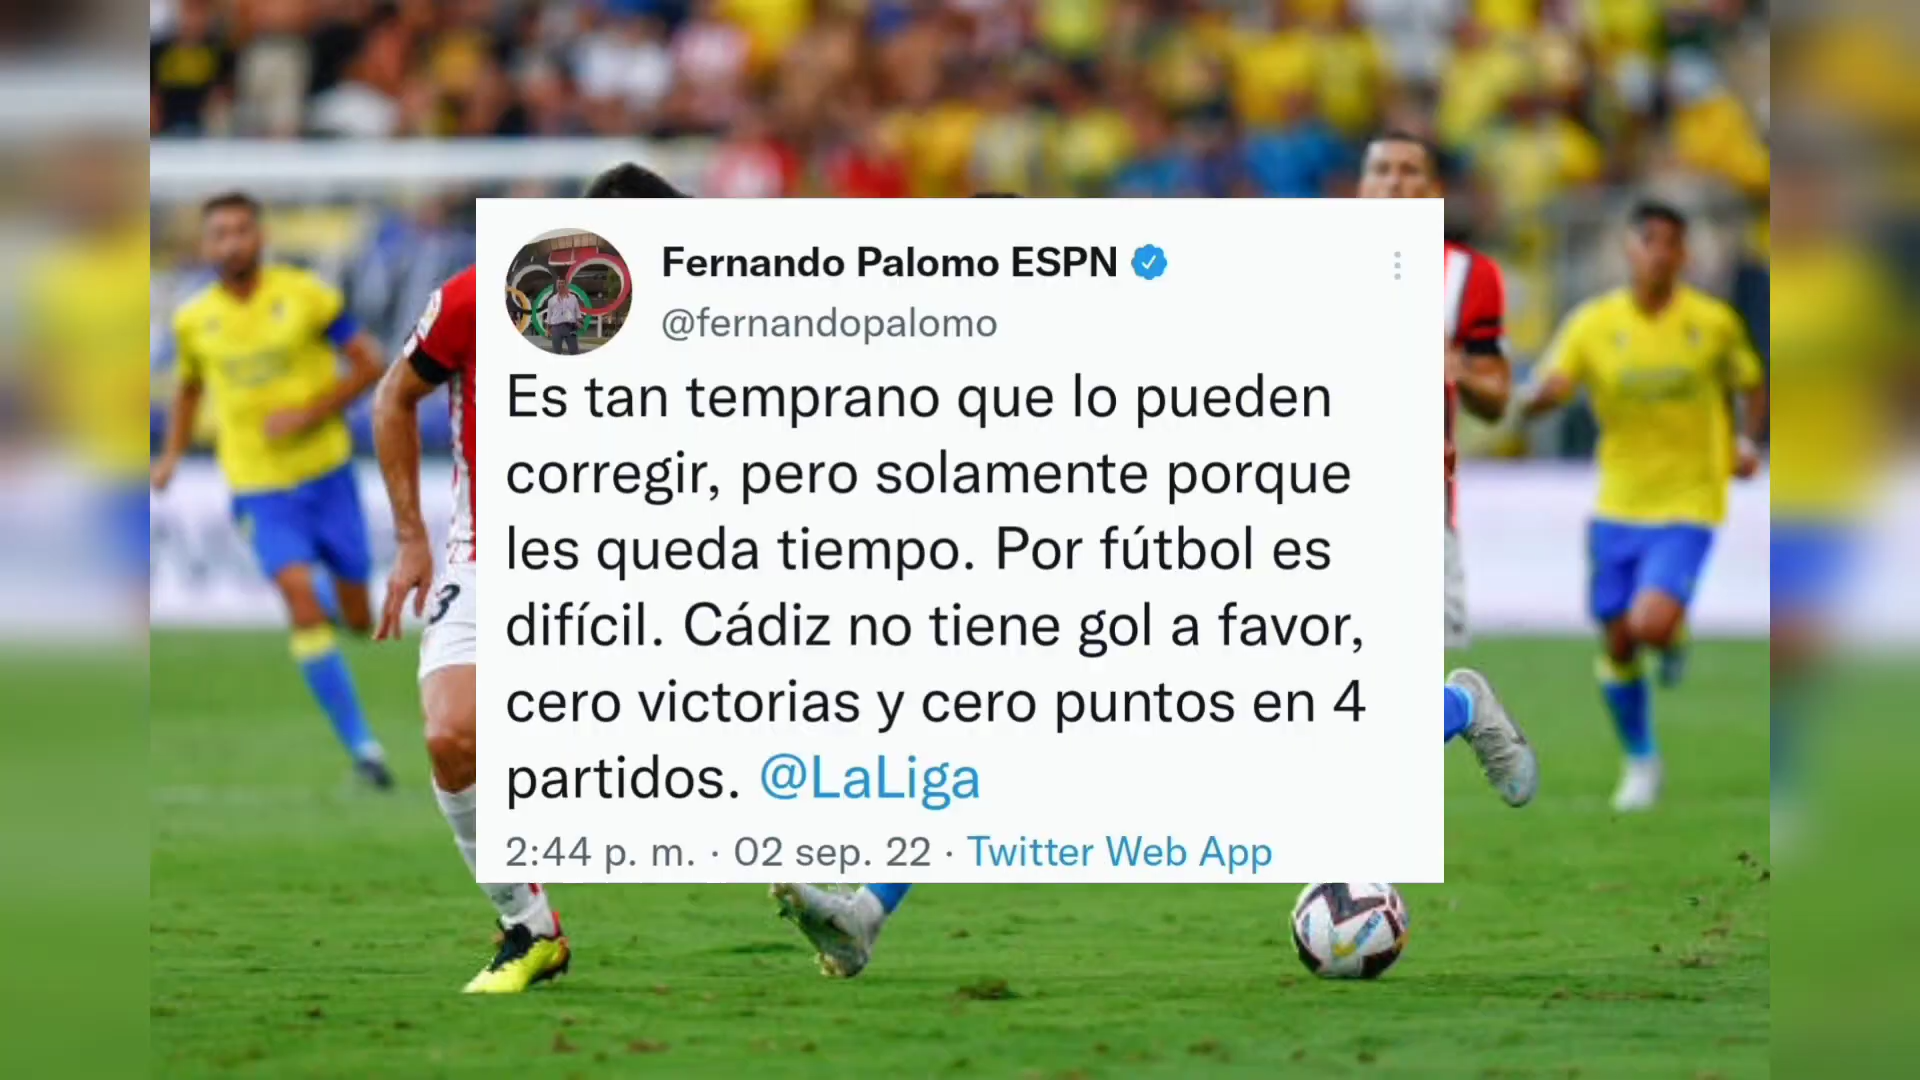 Fernando Palomo ESPN
@fernandopalomo
Es tan temprano que lo pueden
corregir, pero solamente porque
les queda tiempo. Por fútbol es
difícil. Cádiz no tiene gol a favor,
cero victorias y cero puntos en 4
partidos. @LaLiga
2:44 p. m. · 02 sep. 22 · Twitter Web App
3